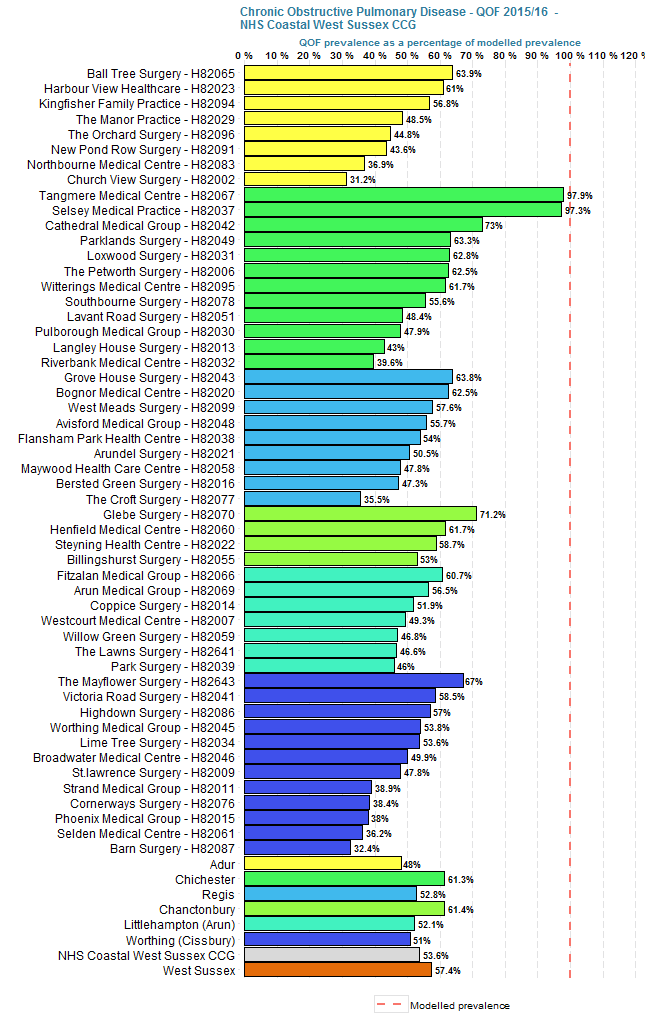 Chronic Obstructive Pulmonary Disease - QOF 2015/16 -
NHS Coastal West Sussex CCG
QOF prevalence as a percentage of modelled prevalence
0 % 10 % 20 % 30 % 40 % 50 % 60 % 70 % 80 % 90 % 100 % 110 % 120 %
Ball Tree Surgery - H82065 63.9%
Harbour View Healthcare - H82023 61%
Kingfisher Family Practice - H82094 56.8%
The Manor Practice - H82029 48.5%
The Orchard Surgery - H82096 44.8%
New Pond Row Surgery - H82091 43.6%
Northbourne Medical Centre - H82083 36.9%
Church View Surgery - H82002 31.2%
Tangmere Medical Centre - H82067 97.9%
Selsey Medical Practice - H82037 97.3%
Cathedral Medical Group - H82042 73%
Parklands Surgery - H82049 63.3%
Loxwood Surgery - H82031 62.8%
The Petworth Surgery - H82006 62.5%
Witterings Medical Centre - H82095 61.7%
Southbourne Surgery - H82078 55.6%
Lavant Road Surgery - H82051 48.4%
Pulborough Medical Group - H82030 47.9%
Langley House Surgery - H82013 43%
Riverbank Medical Centre - H82032 39.6%
Grove House Surgery - H82043 63.8%
Bognor Medical Centre - H82020 62.5%
West Meads Surgery - H82099 57.6%
Avisford Medical Group - H82048 55.7%
Flansham Park Health Centre - H82038 54%
Arundel Surgery - H82021 50.5%
Maywood Health Care Centre - H82058 47.8%
Bersted Green Surgery - H82016 47.3%
The Croft Surgery - H82077 35.5%
Glebe Surgery - H82070 71.2%
Henfield Medical Centre - H82060 61.7%
Steyning Health Centre - H82022 58.7%
Billingshurst Surgery - H82055 53%
Fitzalan Medical Group - H82066 60.7%
Arun Medical Group - H82069 56.5%
Coppice Surgery - H82014 51.9%
Westcourt Medical Centre - H82007 49.3%
Willow Green Surgery - H82059 46.8%
The Lawns Surgery - H82641 46.6%
Park Surgery - H82039 46%
The Mayflower Surgery - H82643 67%
Victoria Road Surgery - H82041 58.5%
Highdown Surgery - H82086 57%
Worthing Medical Group - H82045 53.8%
Lime Tree Surgery - H82034 53.6%
Broadwater Medical Centre - H82046 49.9%
St.lawrence Surgery - H82009 47.8%
Strand Medical Group - H82011 38.9%
Cornerways Surgery - H82076 38.4%
Phoenix Medical Group - H82015 38%
Selden Medical Centre - H82061 36.2%
Barn Surgery - H82087 32.4%
Adur 48%
Chichester 61.3%
Regis 52.8%
Chanctonbury 61.4%
Littlehampton (Arun) 52.1%
Worthing (Cissbury) 51%
NHS Coastal West Sussex CCG 53.6%
West Sussex 57.4%
Modelled prevalence